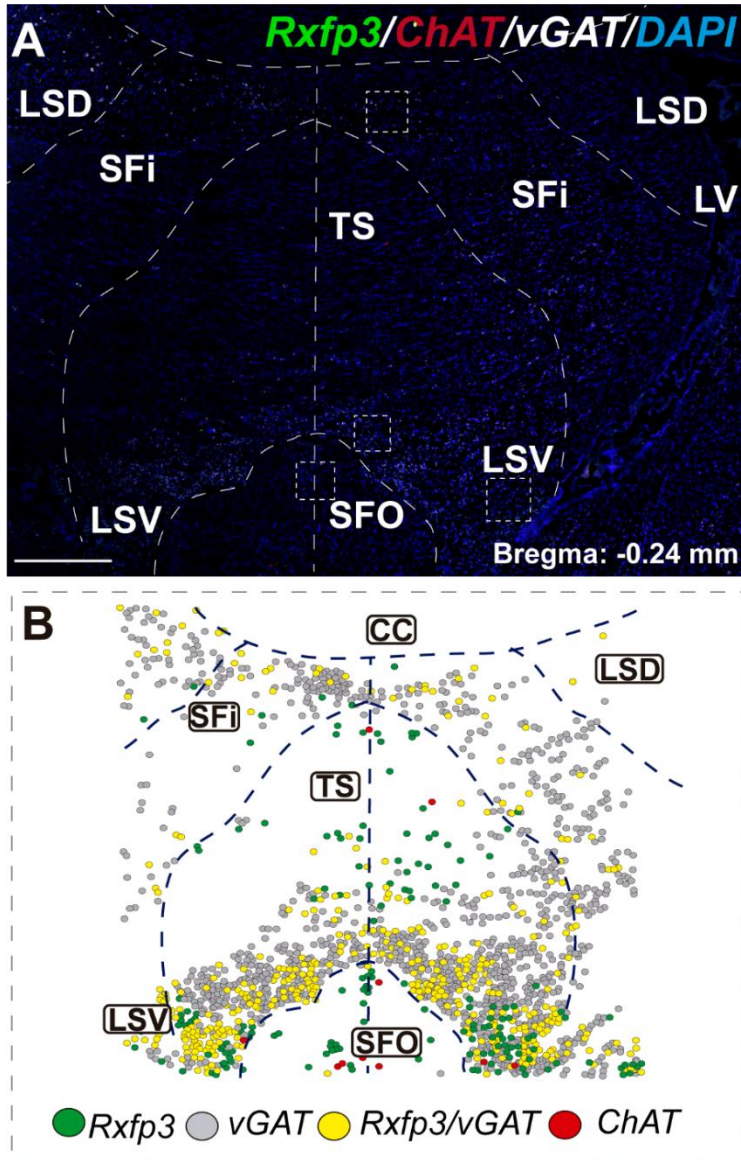 A
Rxfp3/ChAT/vGAT/DAPI
LSD
LSD
SFi
SFi
LV
TS
LSV
LSV
SFO
Bregma: -0.24 mm
B
CC
LSD
SFi
TS
LSV
SFO
Rxfp3 vGAT Rxfp3/vGAT ChAT